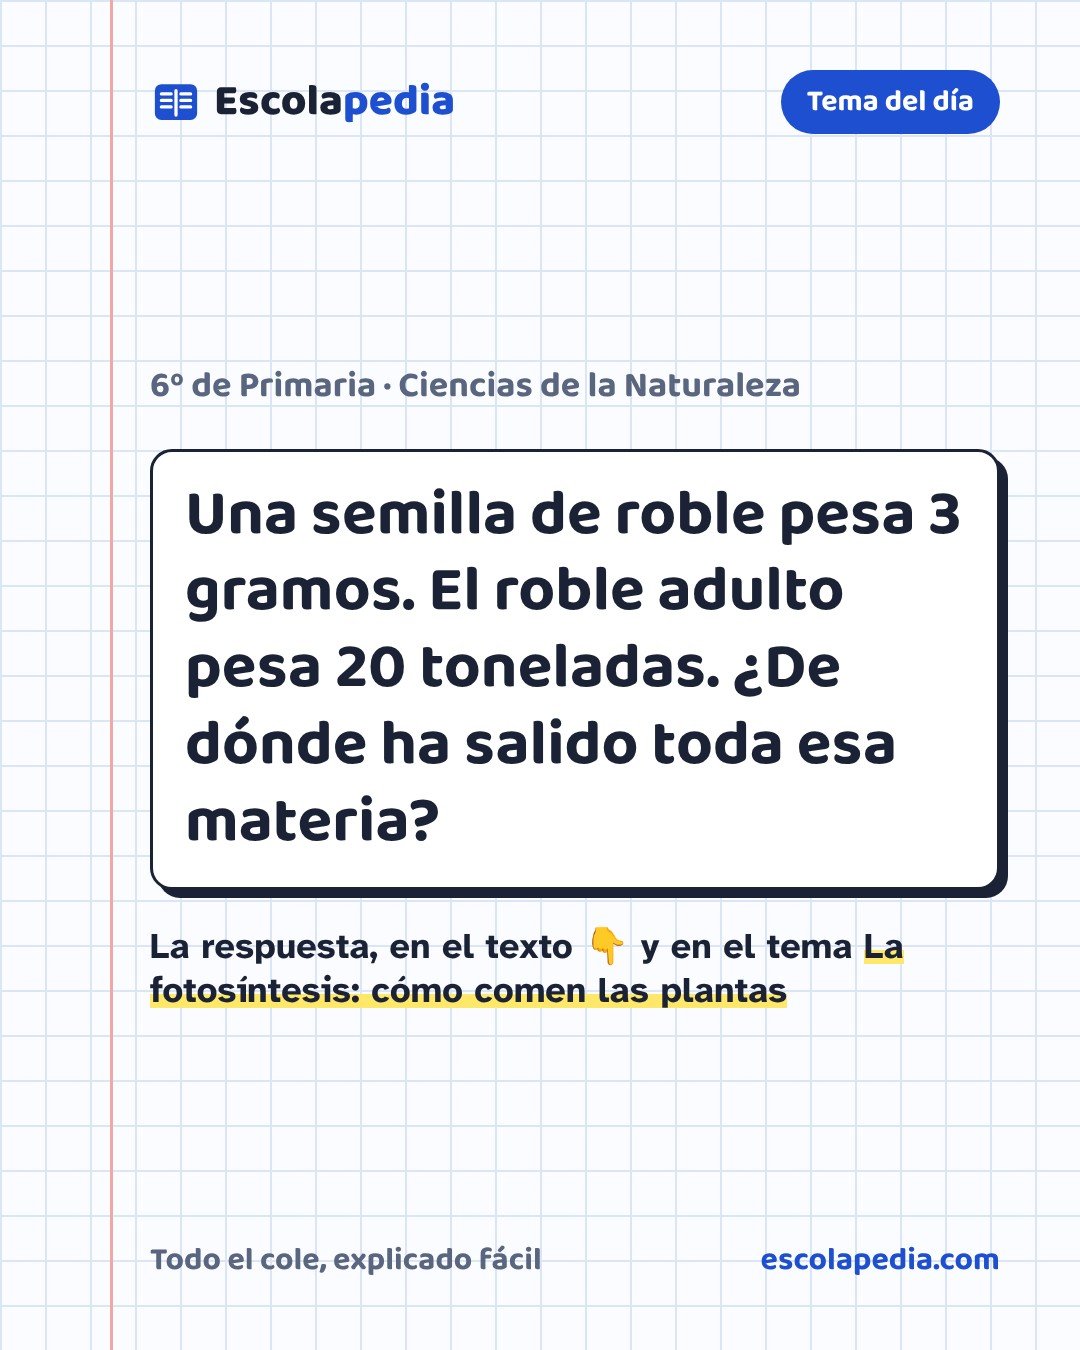 Escolapedia
Tema del día
6º de Primaria · Ciencias de la Naturaleza
Una semilla de roble pesa 3
gramos. El roble adulto
pesa 20 toneladas. ¿De
dónde ha salido toda esa
materia?
La respuesta, en el texto 👇 y en el tema La
fotosíntesis: cómo comen las plantas
Todo el cole, explicado fácil
escolapedia.com